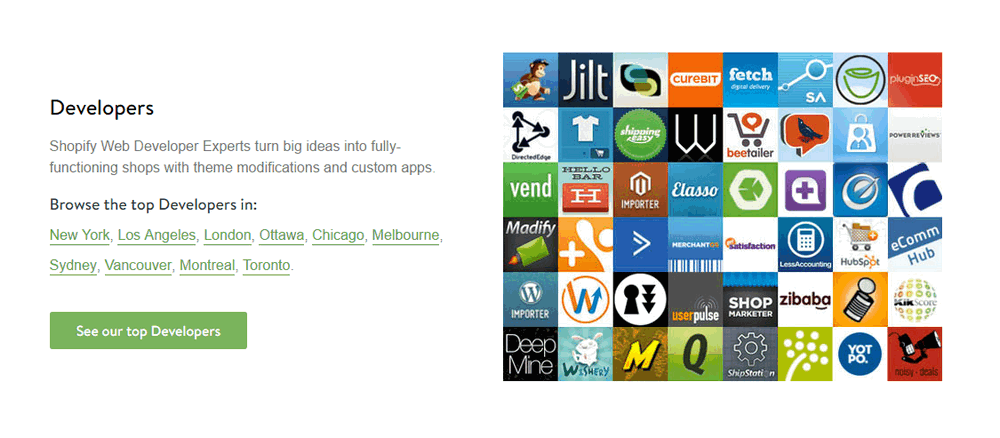 Developers
Shopify Web Developer Experts turn big ideas into fully-
functioning shops with theme modifications and custom apps.
Browse the top Developers in:
New York, Los Angeles, London, Ottawa, Chicago, Melbourne,
Sydney, Vancouver, Montreal, Toronto.
See our top Developers
Jilt
CUREBIT
fetch
digital delivery
SA
pluginSEO
DirectedEdge
shipping
easy
beetailer
POWERREVIEWS
vend
HELLO
BAR
H
IMPORTER
Elasso
Madify
MERCHANTOS
satisfaction
LessAccounting
HubSpot
eComm
Hub
IMPORTER
userpulse
SHOP
MARKETER
zibaba
KikScore
Deep
Mine
WISHERY
M
Q
ShipStation
YOT
PO.
noisy·deals